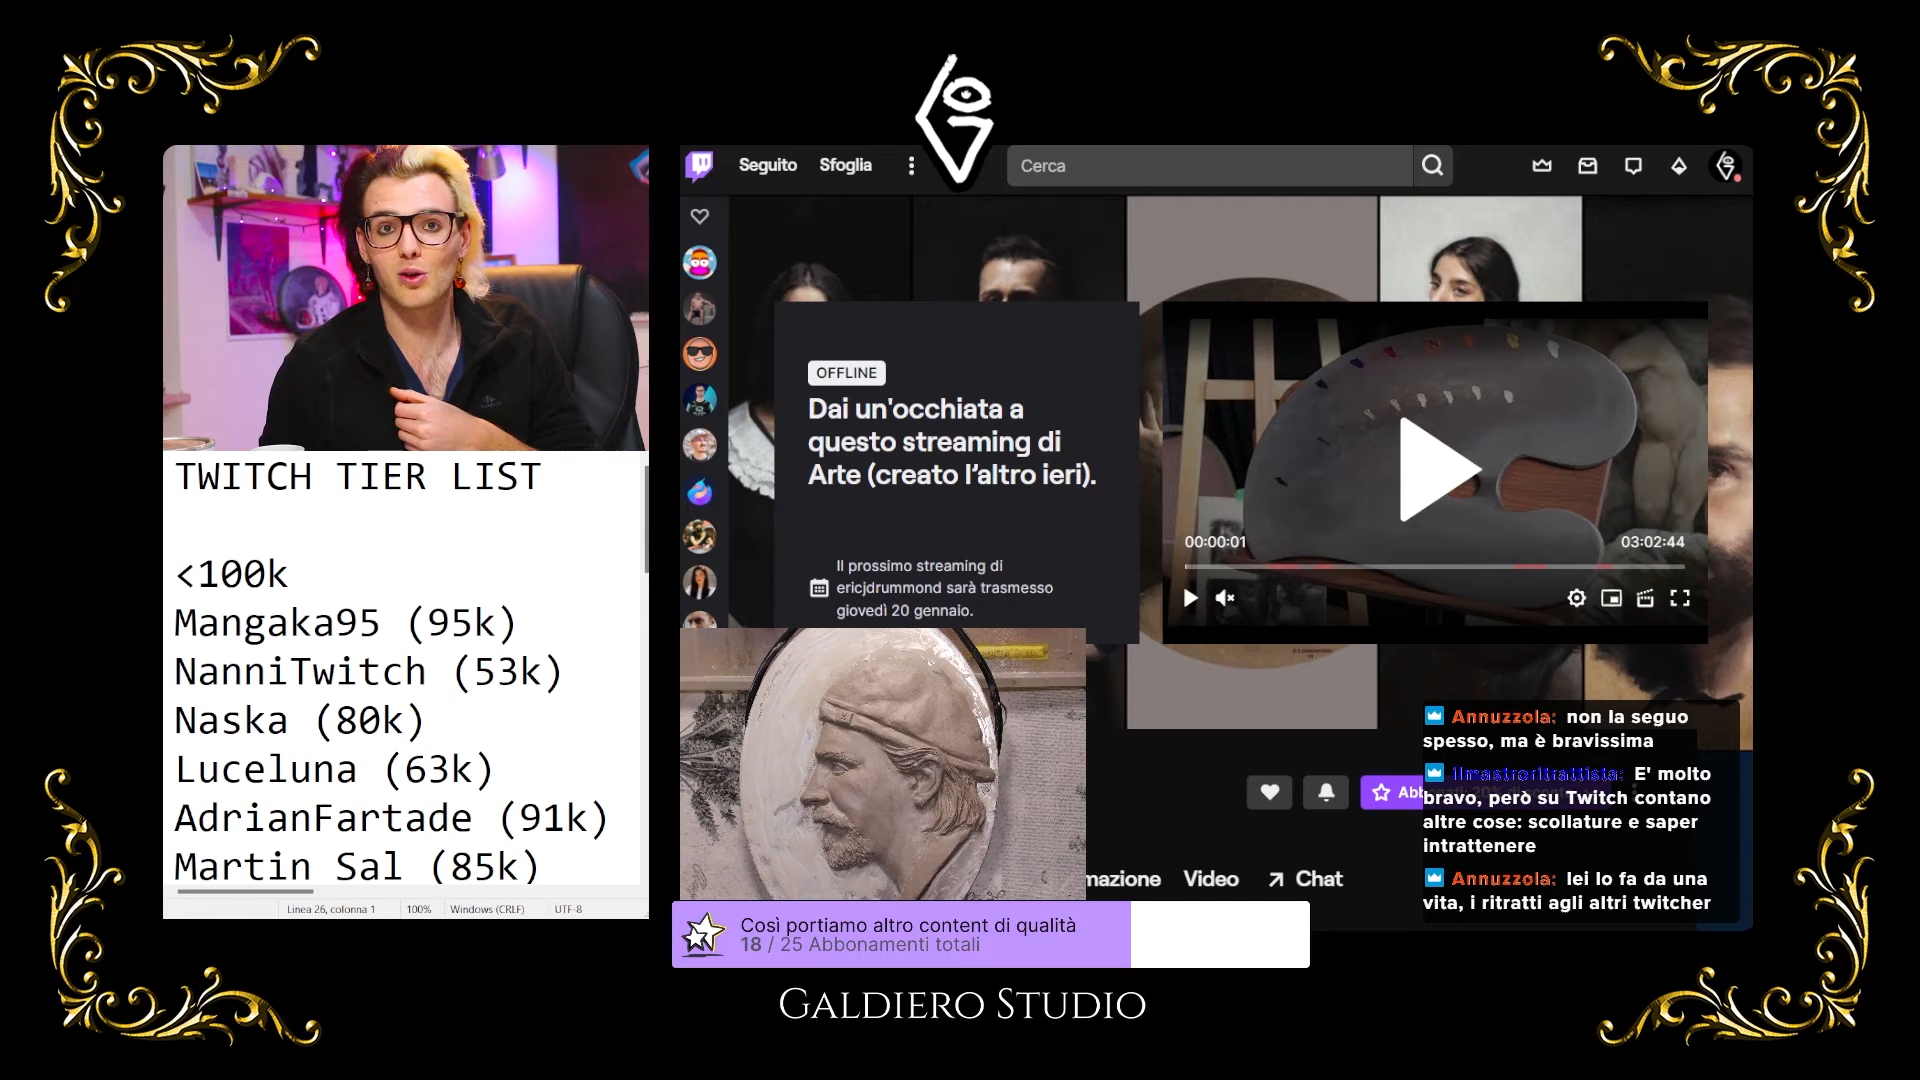 TWITCH TIER LIST
<100k
Mangaka95 (95k)
NanniTwitch (53k)
Naska (80k)
Luceluna (63k)
AdrianFartade (91k)
Martin Sal (85k)
Linea 26, colonna 1
100%
Windows (CRLF)
UTF-8
Seguito
Sfoglia
Cerca
OFFLINE
Dai un'occhiata a
questo streaming di
Arte (creato l'altro ieri).
Il prossimo streaming di
ericjdrummond sarà trasmesso
giovedì 20 gennaio.
00:00:01
03:02:44
Annuzzola: non la seguo
spesso, ma è bravissima
ilmastroritrattista: E' molto
bravo, però su Twitch contano
altre cose: scollature e saper
intrattenere
Annuzzola: lei lo fa da una
vita, i ritratti agli altri twitcher
Abb
mazione
Video
Chat
Così portiamo altro content di qualità
18 / 25 Abbonamenti totali
GALDIERO STUDIO